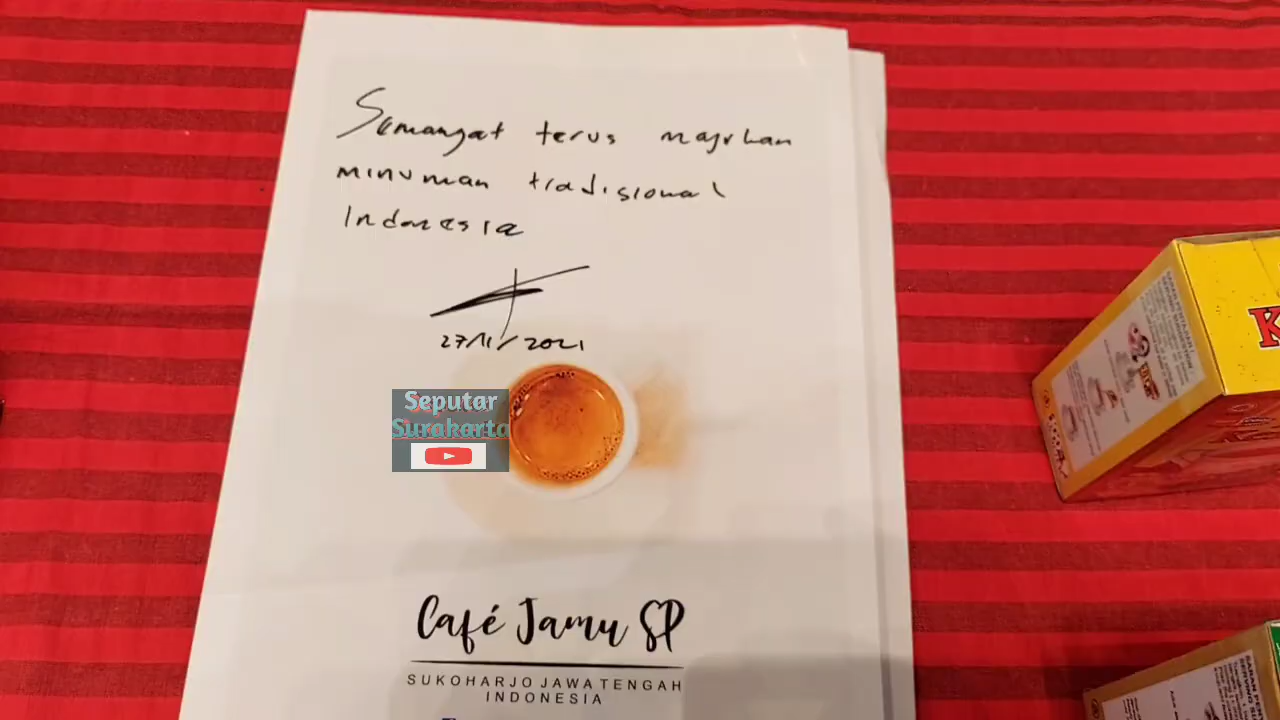 Semangat terus majukan
minuman tradisional
Indonesia
27/11/2021
Seputar
Surakarta
Café Jamu SP
SUKOHARJO JAWA TENGAH
INDONESIA
K